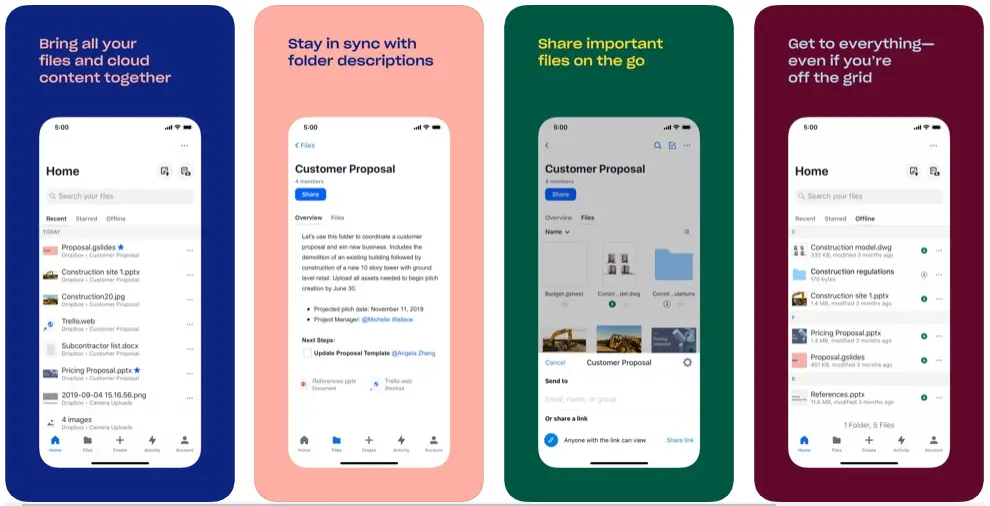 Bring all your
files and cloud
content together
5:00
Home
Search your files
Recent Starred Offline
TODAY
Proposal.gslides
Dropbox › Customer Proposal
Construction site 1.pptx
Dropbox › Customer Proposal
Construction20.jpg
Dropbox › Customer Proposal
Trello.web
Dropbox › Customer Proposal
Subcontractor list.docx
Dropbox › Customer Proposal
Pricing Proposal.pptx
Dropbox › Customer Proposal
2019-09-04 15.16.56.png
Dropbox › Camera Uploads
4 images
Dropbox › Camera Uploads
Home Files Create Activity Account
Stay in sync with
folder descriptions
5:00
Files
Customer Proposal
4 members
Share
Overview Files
Let's use this folder to coordinate a customer
proposal and win new business. Includes the
demolition of an existing building followed by
construction of a new 10 story tower with ground
level retail. Upload all assets needed to begin pitch
creation by June 30.
• Projected pitch date: November 11, 2019
• Project Manager: @Michelle Wallace
Next Steps:
Update Proposal Template @Angela Zhang
References.pptx
Document
Trello.web
Shortcut
Home Files Create Activity Account
Share important
files on the go
5:00
Customer Proposal
3 members
Share
Overview Files
Name
Budget.gsheet
Constr...del.dwg
Constr...ulations
Pricing
proposal
Cancel Customer Proposal
Send to
Email, name, or group
Or share a link
Anyone with the link can view Share link
Get to everything—
even if you're
off the grid
5:00
Home
Search your files
Recent Starred Offline
C
Construction model.dwg
332 KB, modified 3 months ago
Construction regulations
170 bytes
Construction site 1.pptx
1.4 MB, modified 3 months ago
P
Pricing Proposal.pptx
1.4 MB, modified 3 months ago
Proposal.gslides
451 KB, modified 3 months ago
R
References.pptx
11.6 MB, modified 3 months ago
1 Folder, 5 Files
Home Files Create Activity Account